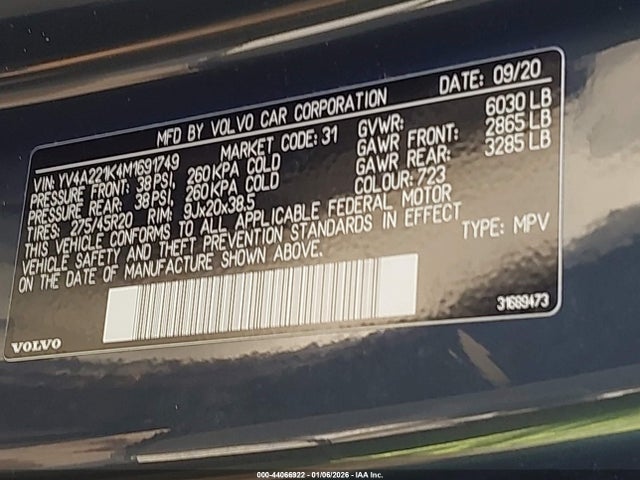 MFD BY VOLVO CAR CORPORATION DATE: 09/20
VIN: YV4A221K4M1691749 MARKET CODE: 31 GVWR: 6030 LB
PRESSURE FRONT: 38 PSI, 260 KPA COLD GAWR FRONT: 2865 LB
PRESSURE REAR: 38 PSI, 260 KPA COLD GAWR REAR: 3285 LB
TIRES: 275/45R20 RIM: 9Jx20x38.5 COLOUR: 723
THIS VEHICLE CONFORMS TO ALL APPLICABLE FEDERAL MOTOR
VEHICLE SAFETY AND THEFT PREVENTION STANDARDS IN EFFECT
ON THE DATE OF MANUFACTURE SHOWN ABOVE. TYPE: MPV
31689473
VOLVO
000-44066922 - 01/06/2026 - IAA Inc.